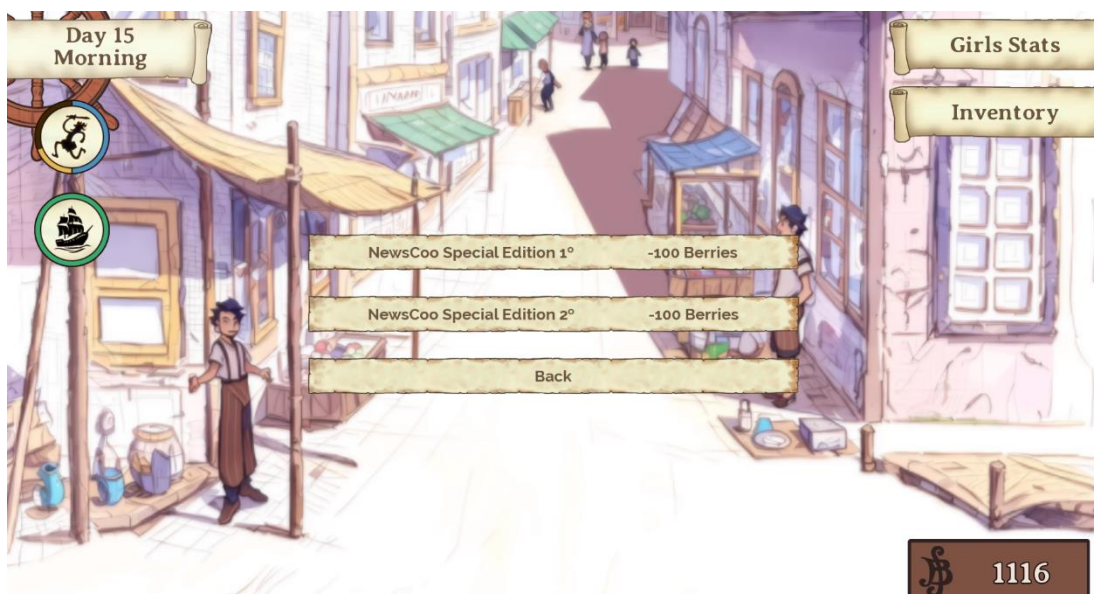 Day 15
Morning
Girls Stats
Inventory
NewsCoo Special Edition 1º -100 Berries
NewsCoo Special Edition 2º -100 Berries
Back
1116